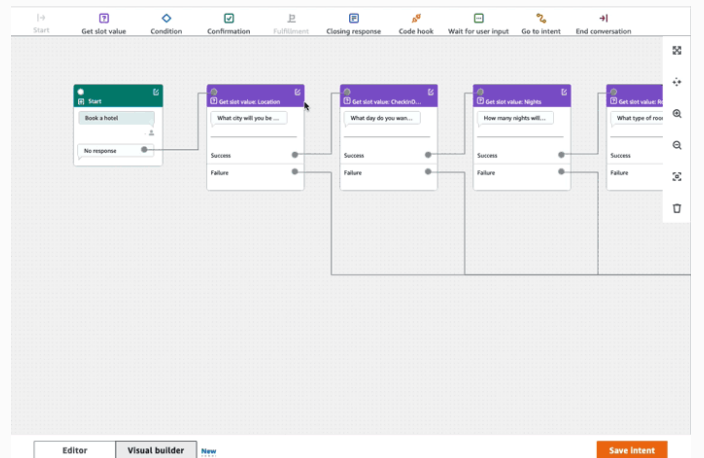 Start
Get slot value
Condition
Confirmation
Fulfillment
Closing response
Code hook
Wait for user input
Go to intent
End conversation
Start
Book a hotel
No response
Get slot value: Location
What city will you be ...
Success
Failure
Get slot value: CheckInD...
What day do you wan...
Success
Failure
Get slot value: Nights
How many nights will...
Success
Failure
Get slot value: Ro
What type of roo
Success
Failure
Editor
Visual builder
New
Save intent